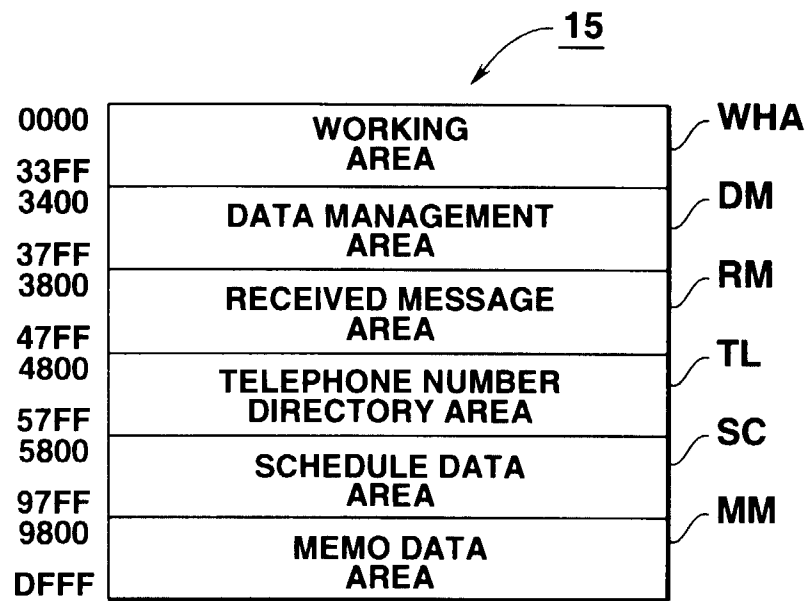 15
0000
WORKING
AREA
WHA
33FF
3400
DATA MANAGEMENT
AREA
DM
37FF
3800
RECEIVED MESSAGE
AREA
RM
47FF
4800
TELEPHONE NUMBER
DIRECTORY AREA
TL
57FF
5800
SCHEDULE DATA
AREA
SC
97FF
9800
MEMO DATA
AREA
MM
DFFF